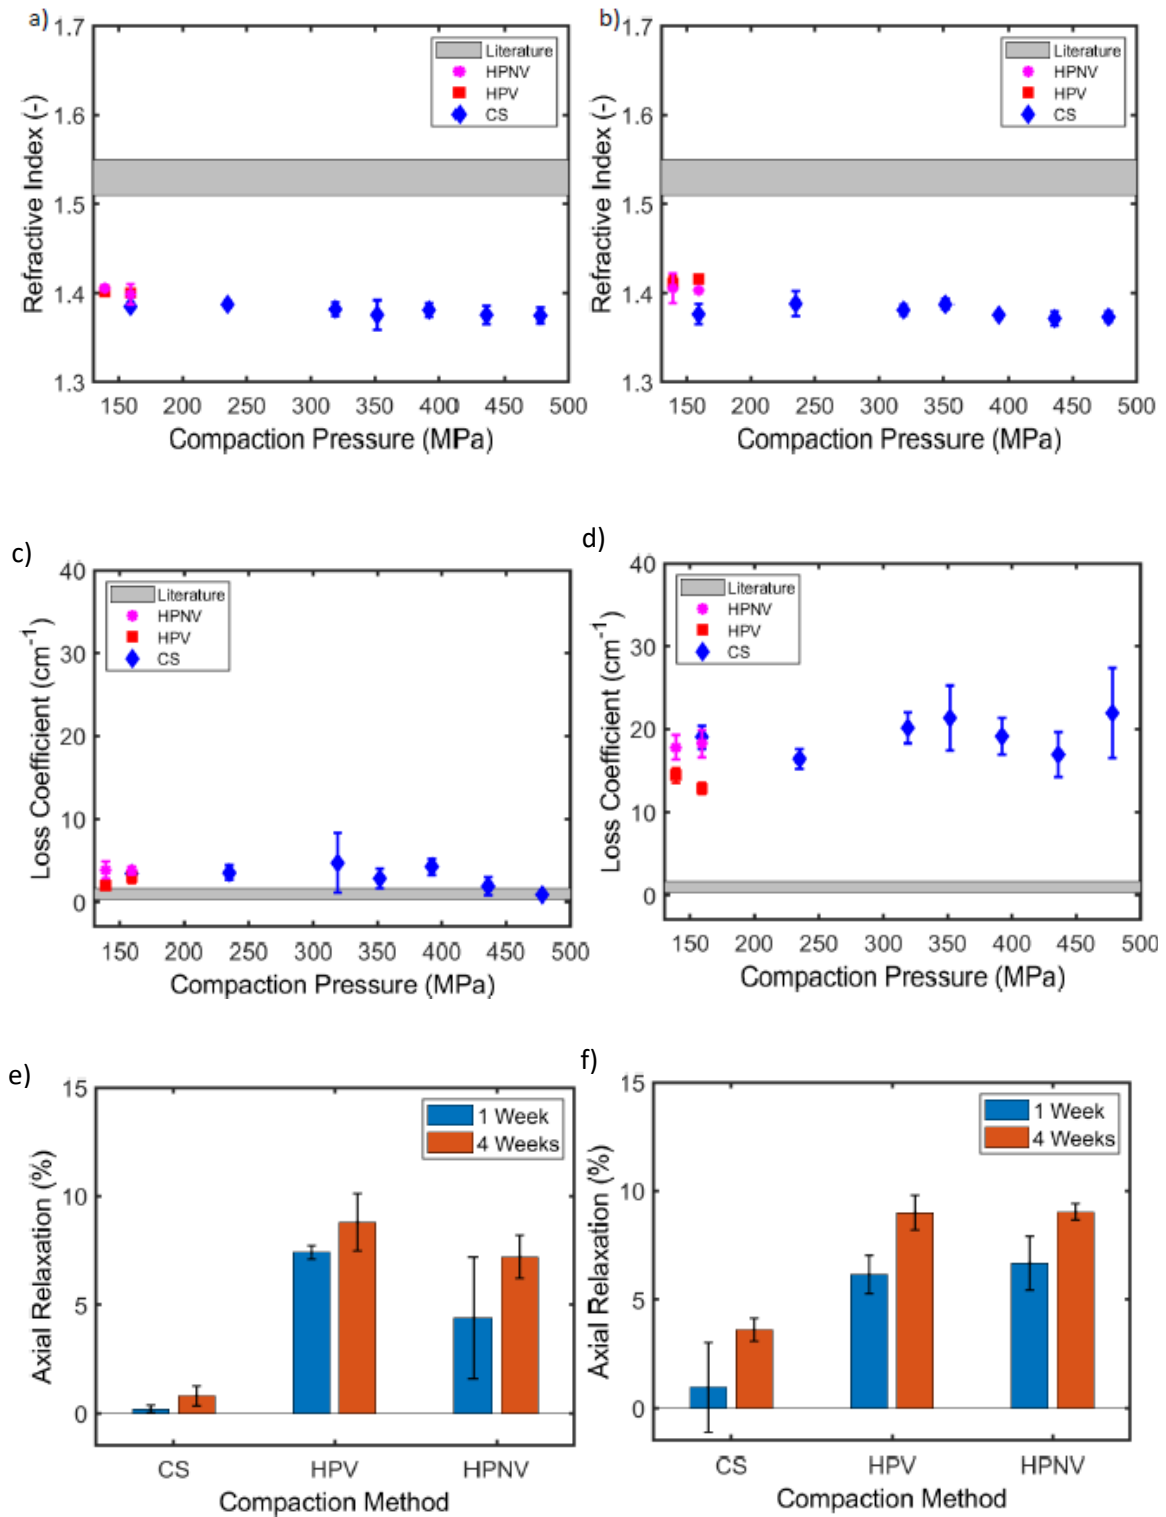 a)
1.7
1.6
1.5
1.4
1.3
Refractive Index (-)
Literature
HPNV
HPV
CS
150 200 250 300 350 400 450 500
Compaction Pressure (MPa)
b)
1.7
1.6
1.5
1.4
1.3
Refractive Index (-)
Literature
HPNV
HPV
CS
150 200 250 300 350 400 450 500
Compaction Pressure (MPa)
c)
40
30
20
10
0
Loss Coefficient (cm⁻¹)
Literature
HPNV
HPV
CS
150 200 250 300 350 400 450 500
Compaction Pressure (MPa)
d)
40
30
20
10
0
Loss Coefficient (cm⁻¹)
Literature
HPNV
HPV
CS
150 200 250 300 350 400 450 500
Compaction Pressure (MPa)
e)
15
10
5
0
Axial Relaxation (%)
1 Week
4 Weeks
CS HPV HPNV
Compaction Method
f)
15
10
5
0
Axial Relaxation (%)
1 Week
4 Weeks
CS HPV HPNV
Compaction Method